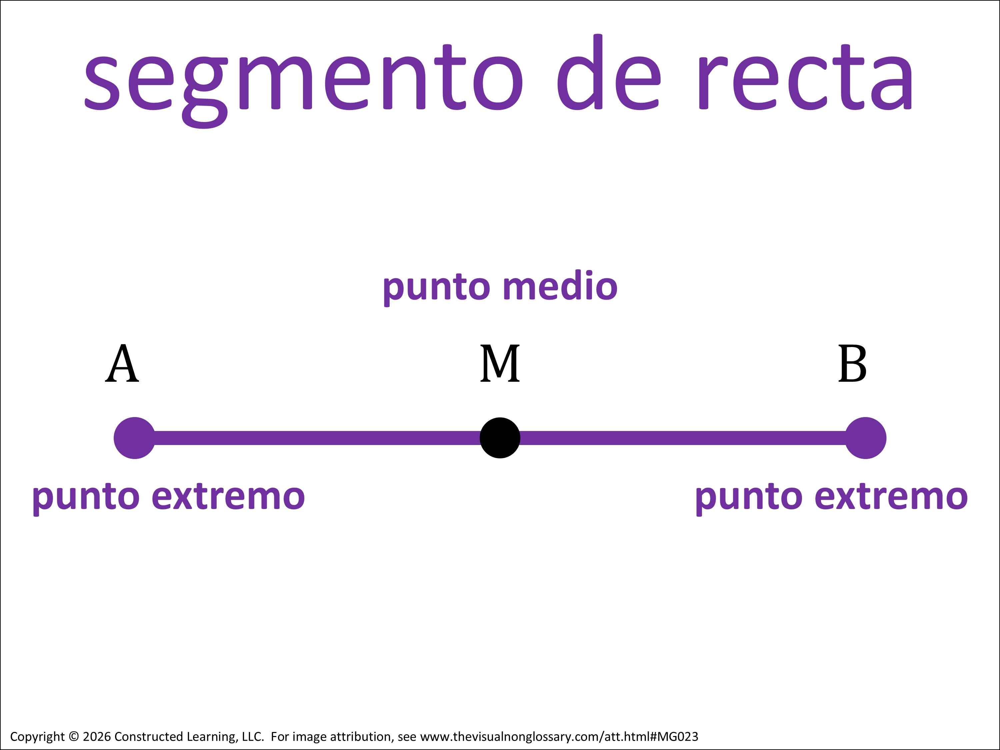 segmento de recta
punto medio
A M B
punto extremo punto extremo
Copyright © 2026 Constructed Learning, LLC.  For image attribution, see www.thevisualnonglossary.com/att.html#MG023